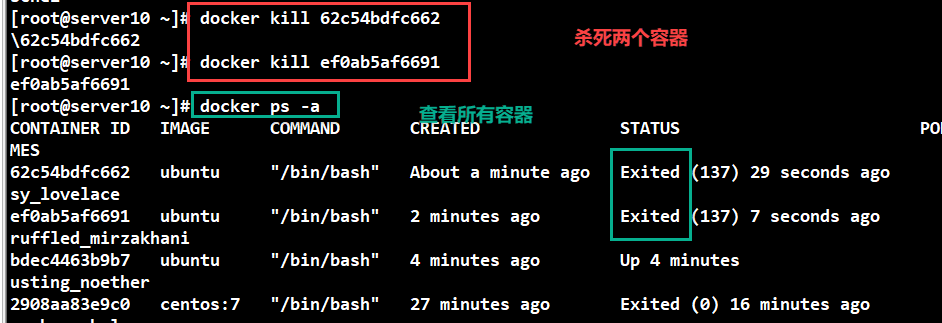 [root@server10 ~]# docker kill 62c54bdfc662
\62c54bdfc662
杀死两个容器
[root@server10 ~]# docker kill ef0ab5af6691
ef0ab5af6691
[root@server10 ~]# docker ps -a
查看所有容器
CONTAINER ID IMAGE COMMAND CREATED STATUS
MES
62c54bdfc662 ubuntu "/bin/bash" About a minute ago Exited (137) 29 seconds ago
sy_lovelace
ef0ab5af6691 ubuntu "/bin/bash" 2 minutes ago Exited (137) 7 seconds ago
ruffled_mirzakhani
bdec4463b9b7 ubuntu "/bin/bash" 4 minutes ago Up 4 minutes
usting_noether
2908aa83e9c0 centos:7 "/bin/bash" 27 minutes ago Exited (0) 16 minutes ago